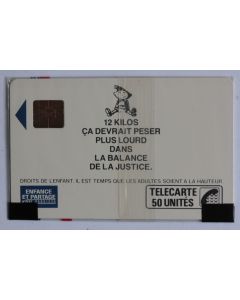 12 KILOS
ÇA DEVRAIT PESER
PLUS LOURD
DANS
LA BALANCE
DE LA JUSTICE.
DROITS DE L'ENFANT. IL EST TEMPS QUE LES ADULTES SOIENT A LA HAUTEUR
ENFANCE
ET PARTAGE
TELECARTE
50 UNITÉS